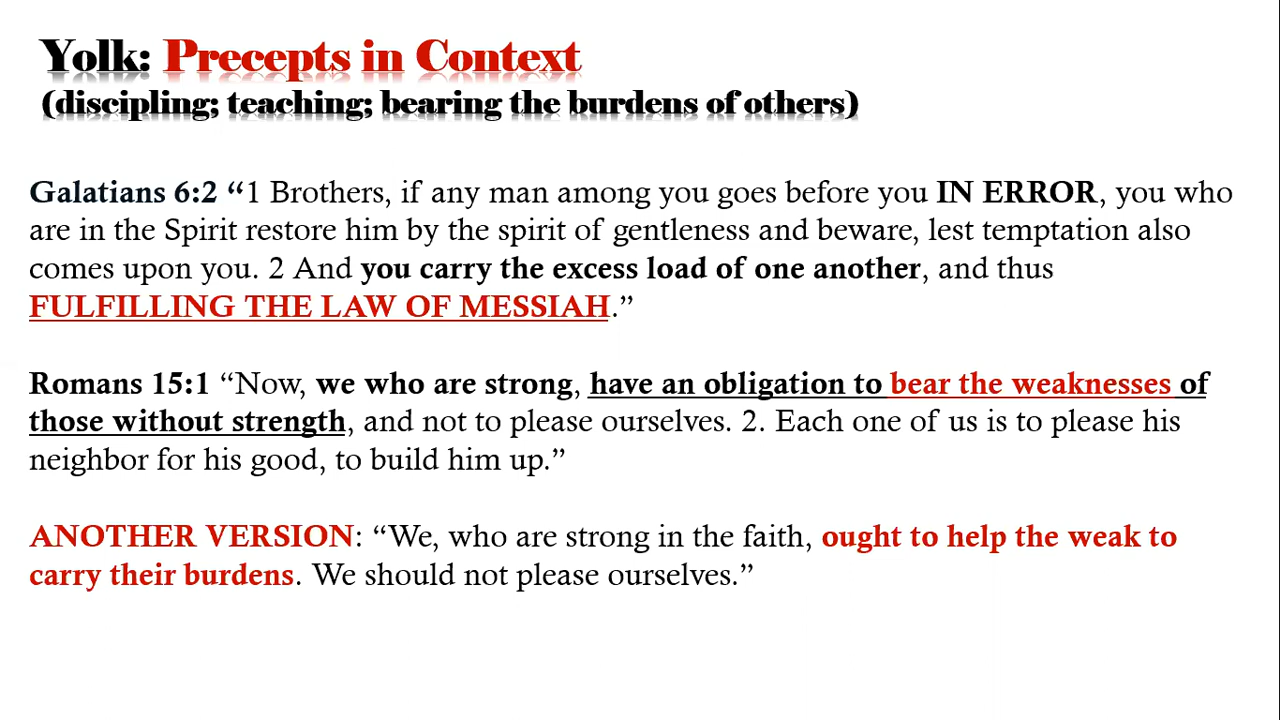 Yolk: Precepts in Context
(discipling; teaching; bearing the burdens of others)
Galatians 6:2 “1 Brothers, if any man among you goes before you IN ERROR, you who
are in the Spirit restore him by the spirit of gentleness and beware, lest temptation also
comes upon you. 2 And you carry the excess load of one another, and thus
FULFILLING THE LAW OF MESSIAH.”
Romans 15:1 “Now, we who are strong, have an obligation to bear the weaknesses of
those without strength, and not to please ourselves. 2. Each one of us is to please his
neighbor for his good, to build him up.”
ANOTHER VERSION: “We, who are strong in the faith, ought to help the weak to
carry their burdens. We should not please ourselves.”